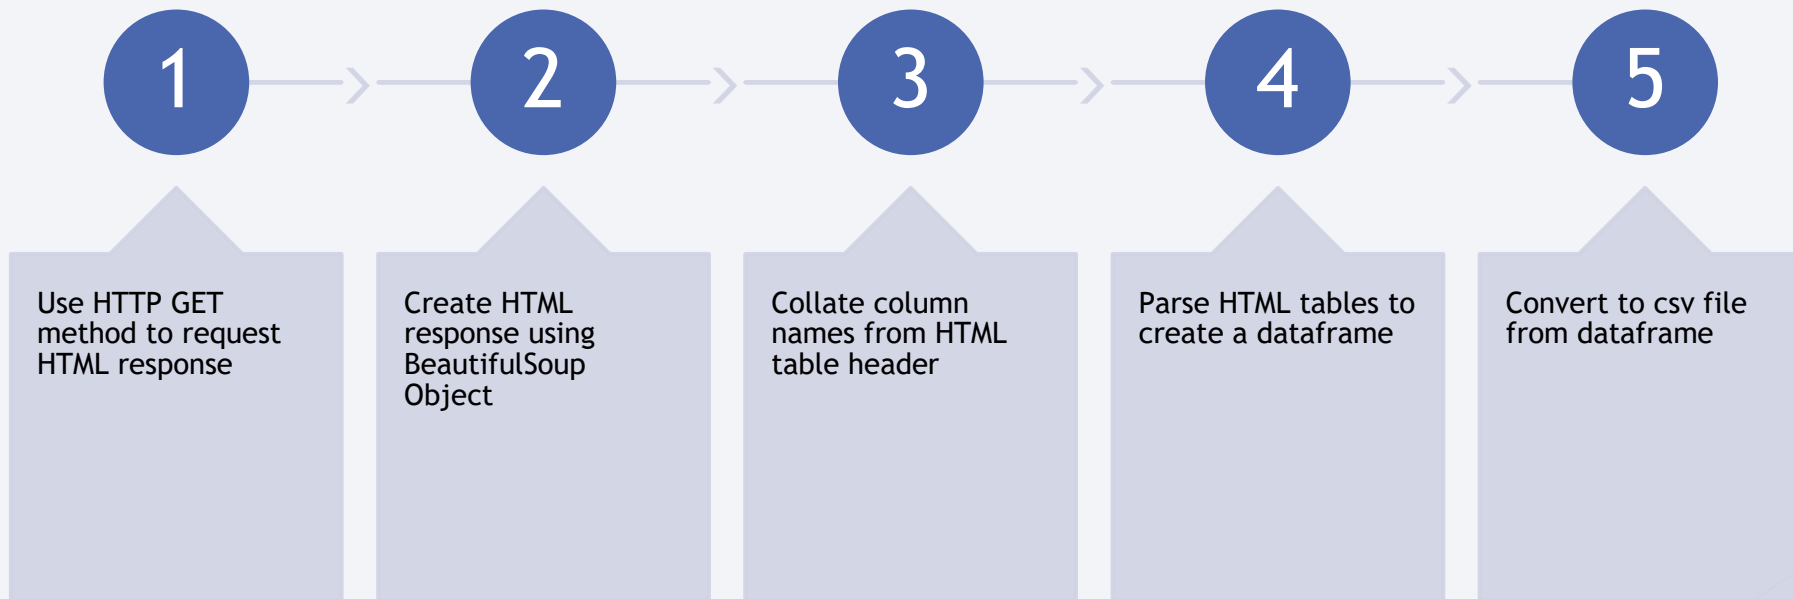 1
2
3
4
5
Use HTTP GET
method to request
HTML response
Create HTML
response using
BeautifulSoup
Object
Collate column
names from HTML
table header
Parse HTML tables to
create a dataframe
Convert to csv file
from dataframe